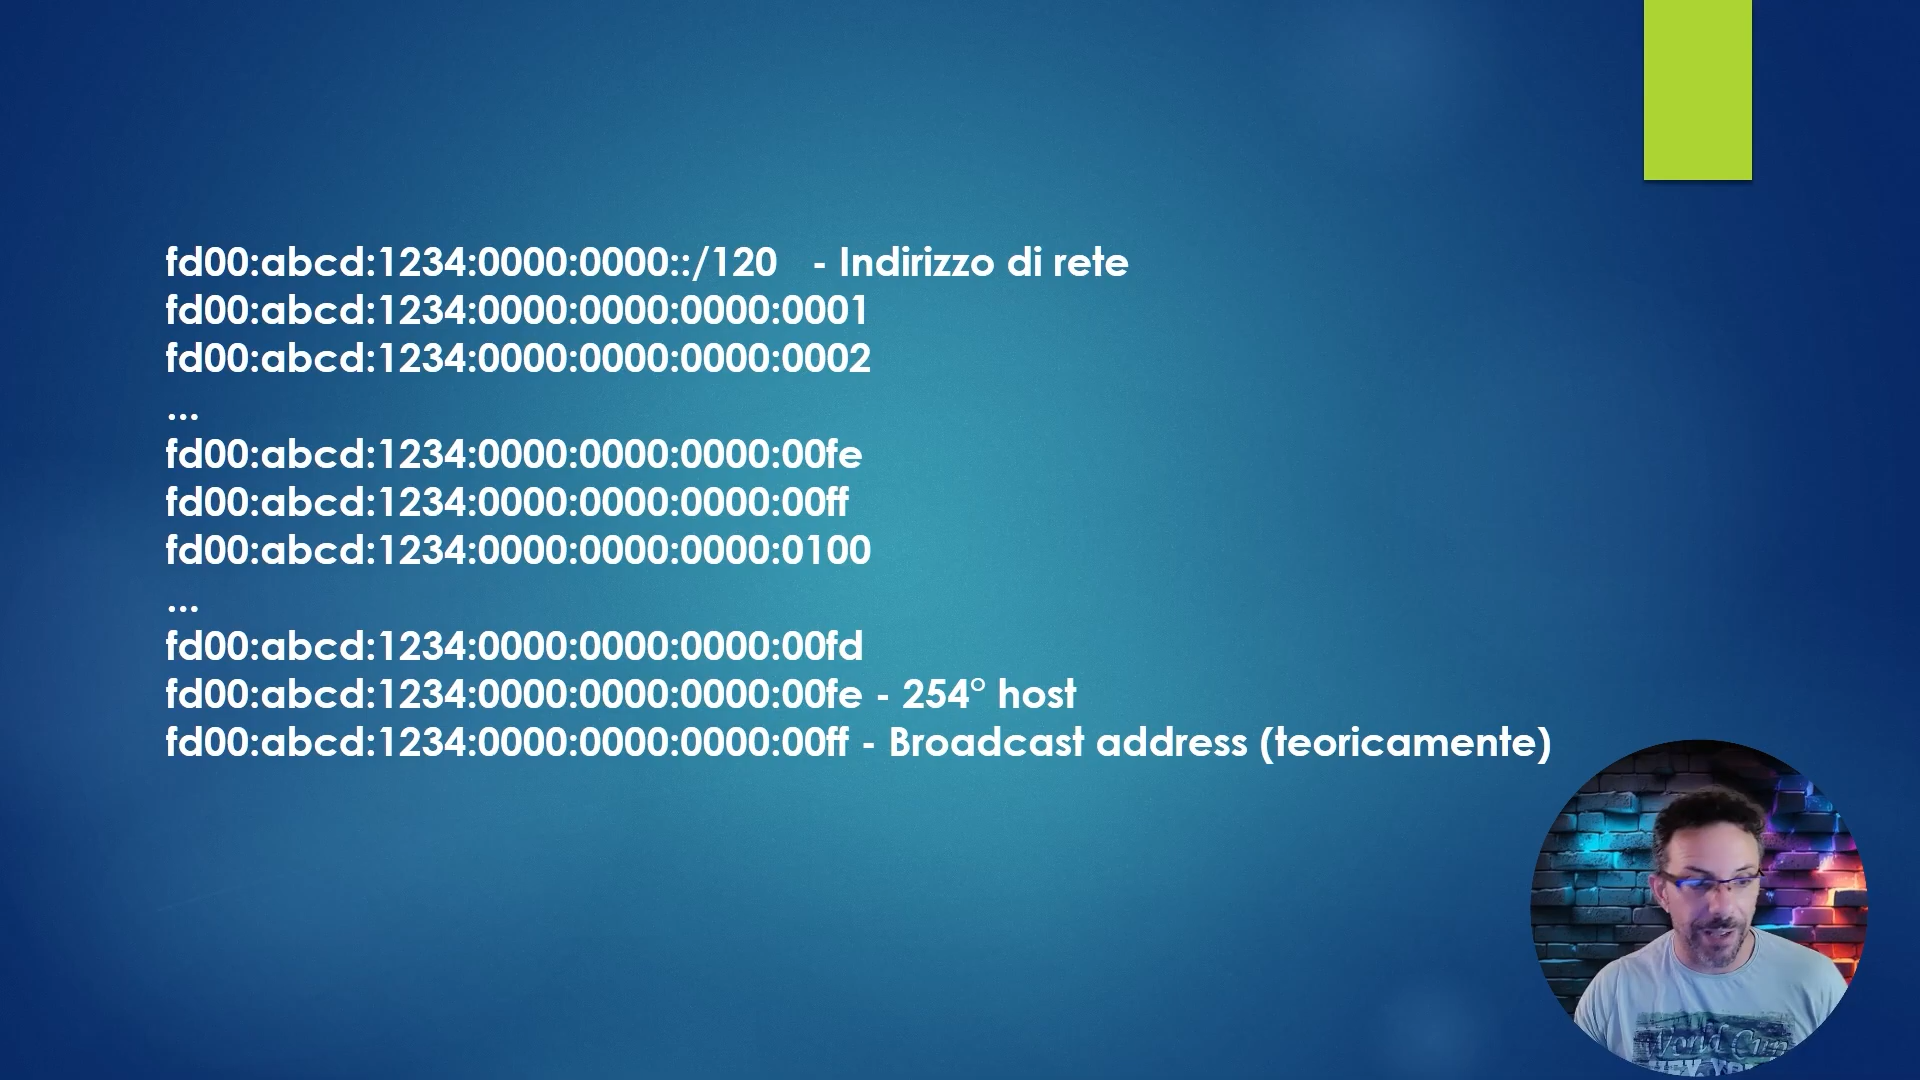 fd00:abcd:1234:0000:0000::/120 - Indirizzo di rete
fd00:abcd:1234:0000:0000:0000:0001
fd00:abcd:1234:0000:0000:0000:0002
...
fd00:abcd:1234:0000:0000:0000:00fe
fd00:abcd:1234:0000:0000:0000:00ff
fd00:abcd:1234:0000:0000:0000:0100
...
fd00:abcd:1234:0000:0000:0000:00fd
fd00:abcd:1234:0000:0000:0000:00fe - 254° host
fd00:abcd:1234:0000:0000:0000:00ff - Broadcast address (teoricamente)
World Cup